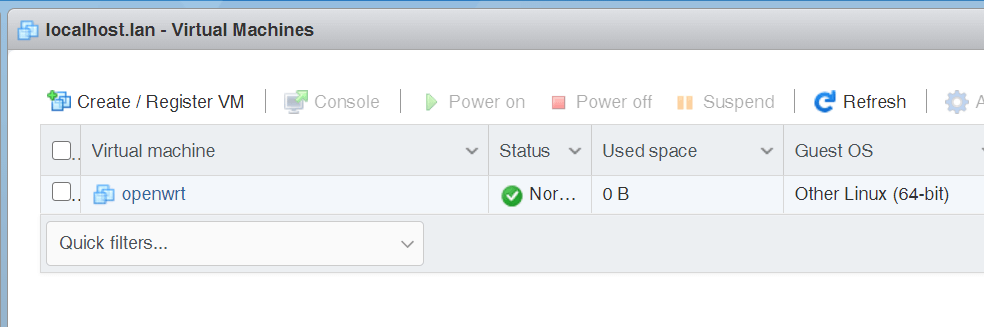 localhost.lan - Virtual Machines
Create / Register VM Console Power on Power off Suspend Refresh A
Virtual machine Status Used space Guest OS
openwrt Nor... 0 B Other Linux (64-bit)
Quick filters...